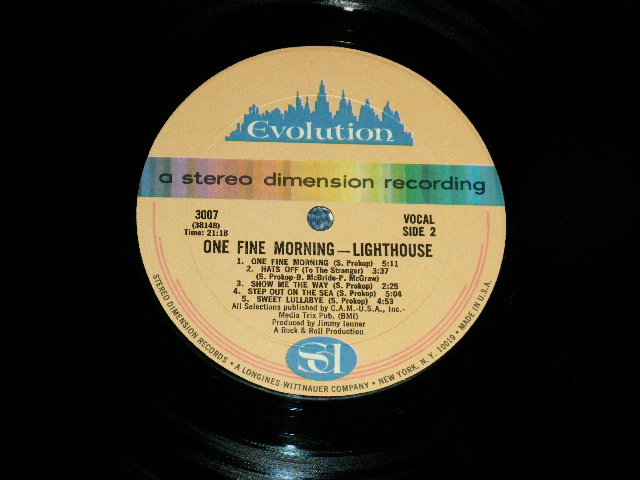 Evolution
a stereo dimension recording
3007
(38148)
Time: 21:18
VOCAL
SIDE 2
ONE FINE MORNING—LIGHTHOUSE
1. ONE FINE MORNING (S. Prokop) 5:11
2. HATS OFF (To The Stranger) 3:37
(S. Prokop-B. McBride-P. McGraw)
3. SHOW ME THE WAY (S. Prokop) 2:25
4. STEP OUT ON THE SEA (S. Prokop) 5:04
5. SWEET LULLABYE (S. Prokop) 4:53
All Selections published by C.A.M.-U.S.A., Inc.-
Media Trix Pub. (BMI)
Produced by Jimmy Ienner
A Rock & Roll Production
STEREO DIMENSION RECORDS • A LONGINES-WITTNAUER COMPANY • NEW YORK, N. Y. 10019 • MADE IN U.S.A.